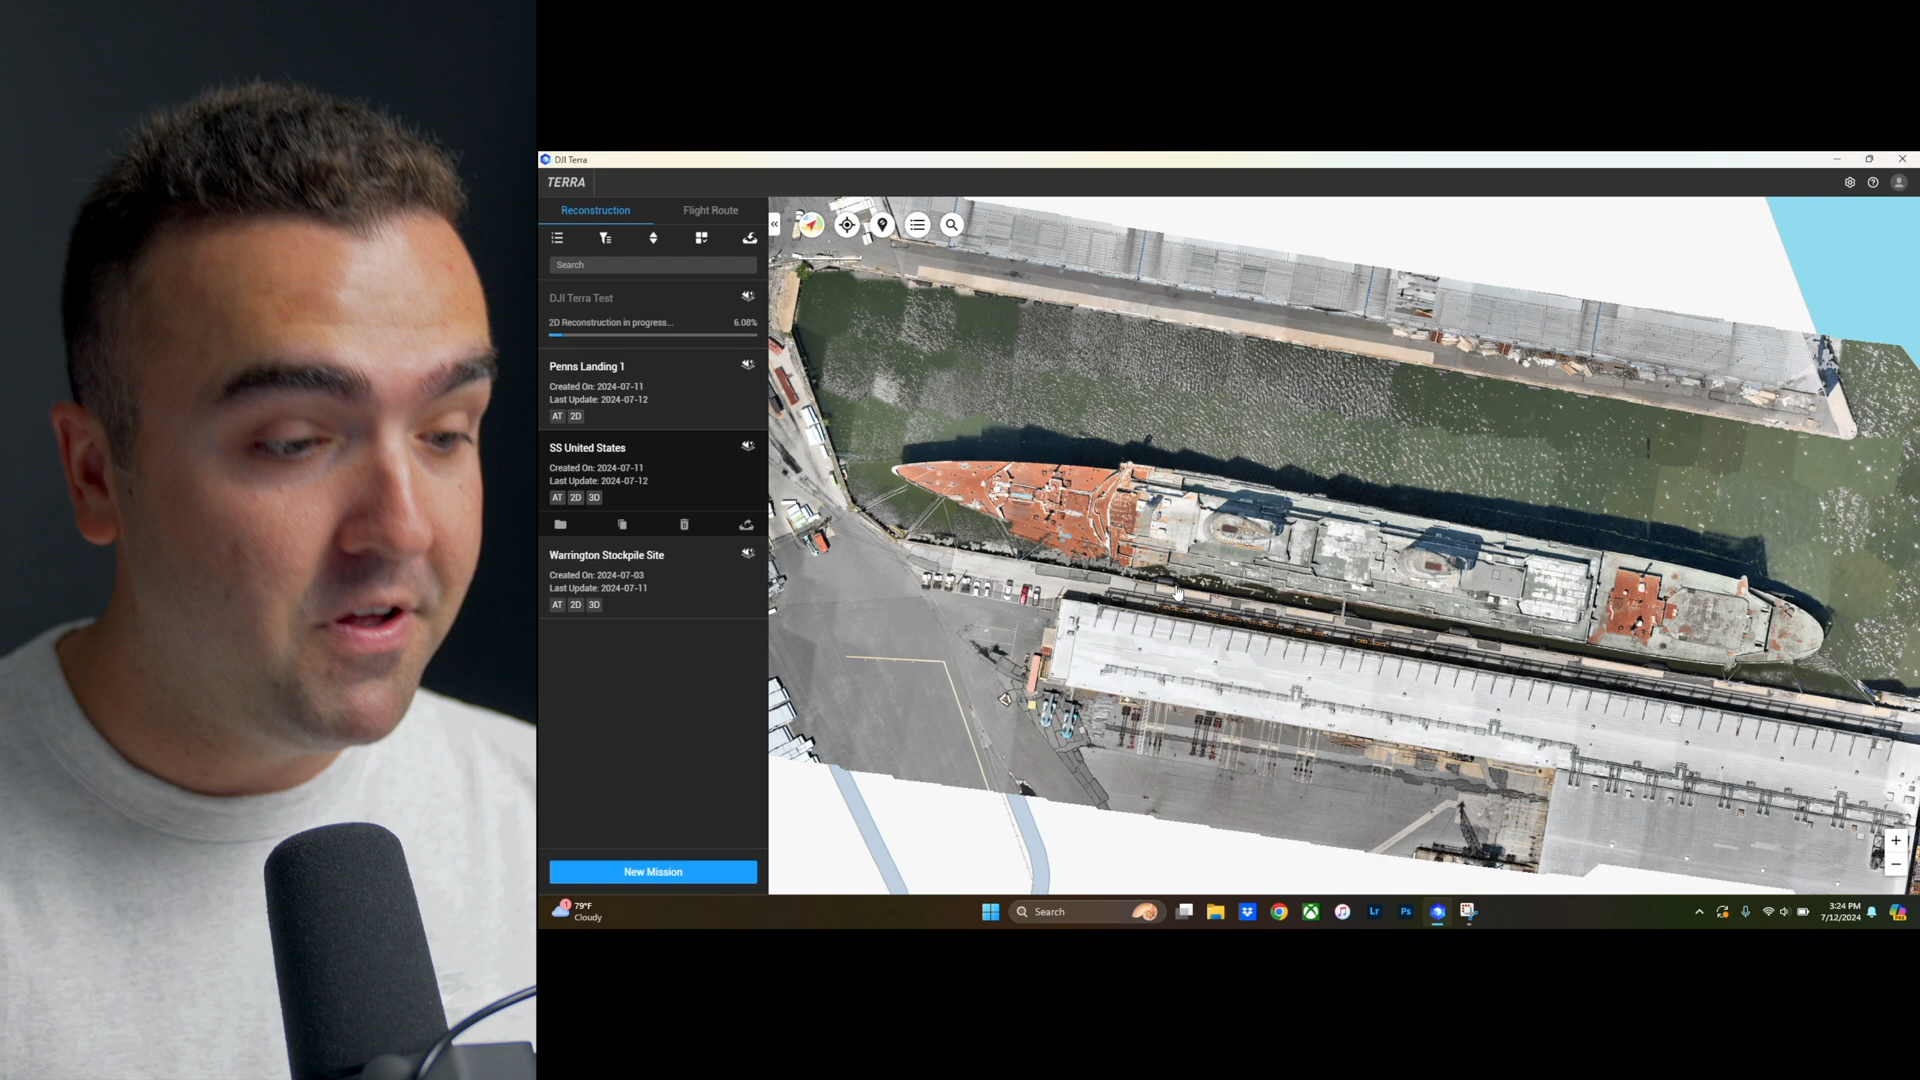 DJI Terra
TERRA
Reconstruction
Flight Route
Search
DJI Terra Test
2D Reconstruction in progress...
6.08%
Penns Landing 1
Created On: 2024-07-11
Last Update: 2024-07-12
AT 2D
SS United States
Created On: 2024-07-11
Last Update: 2024-07-12
AT 2D 3D
Warrington Stockpile Site
Created On: 2024-07-03
Last Update: 2024-07-11
AT 2D 3D
New Mission
1
79°F
Cloudy
Search
Lr
Ps
3:24 PM
7/12/2024